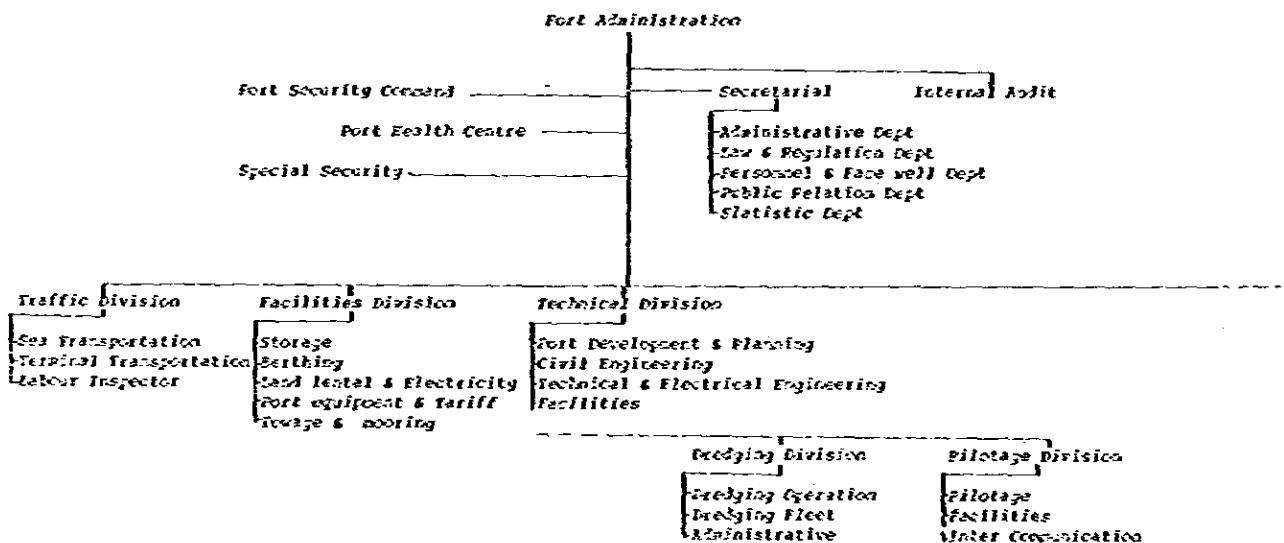 Port Administration
Port Security Command
Secretarial
Internal Audit
Port Health Centre
Special Security
Administrative Dept
Law & Regulation Dept
Personnel & Face well Dept
Public Relation Dept
Statistic Dept
Traffic Division
Sea Transportation
Terminal Transportation
Labour Inspector
Facilities Division
Storage
Berthing
Land Rental & Electricity
Port equipment & Tariff
Towage & mooring
Technical Division
Port Development & Planning
Civil Engineering
Technical & Electrical Engineering
Facilities
Dredging Division
Dredging Operation
Dredging Fleet
Administrative
Pilotage Division
Pilotage
Facilities
Inter Comunication